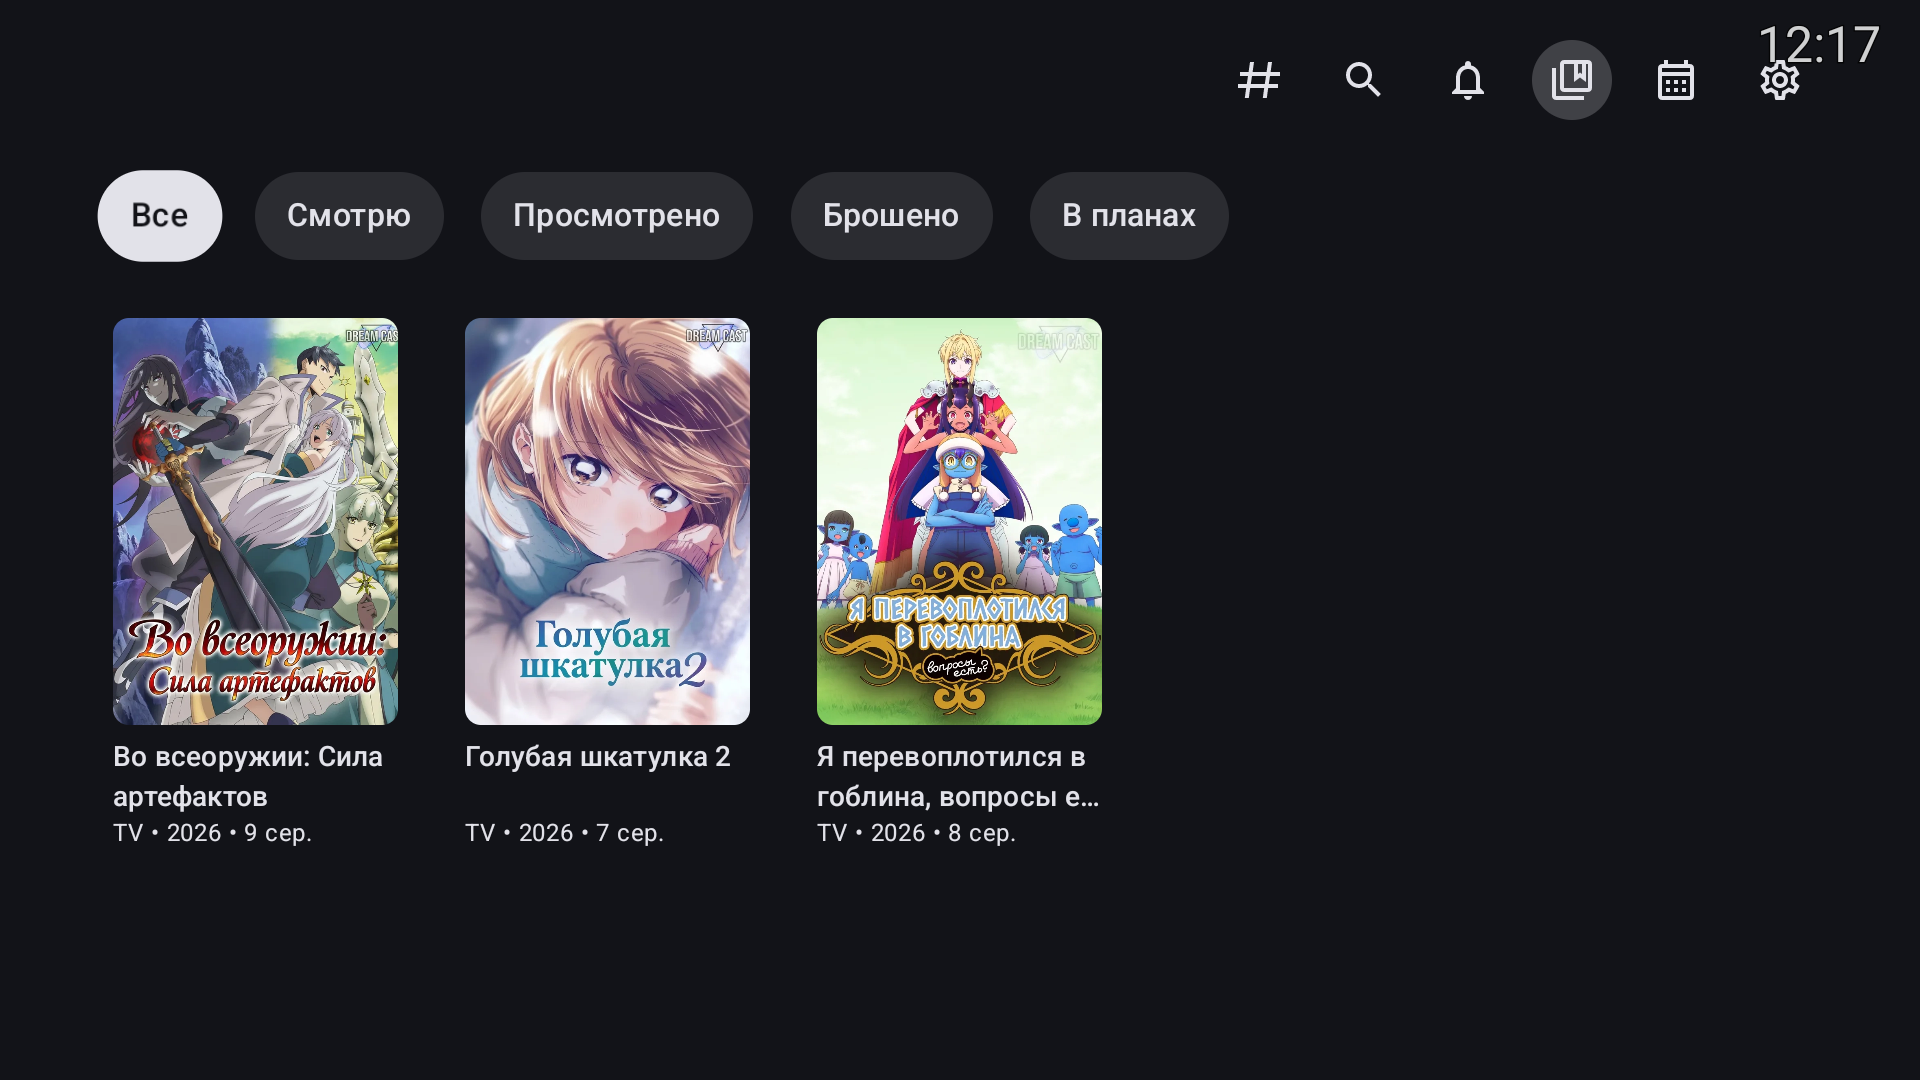 12:17
Все
Смотрю
Просмотрено
Брошено
В планах
DREAM CAS
DREAM CAST
DREAM CAST
Во всеоружии:
Сила артефактов
Голубая
шкатулка 2
Я ПЕРЕВОПЛОТИЛСЯ
В ГОБЛИНА
вопросы
есть?
Во всеоружии: Сила
артефактов
TV • 2026 • 9 сер.
Голубая шкатулка 2
TV • 2026 • 7 сер.
Я перевоплотился в
гоблина, вопросы е...
TV • 2026 • 8 сер.